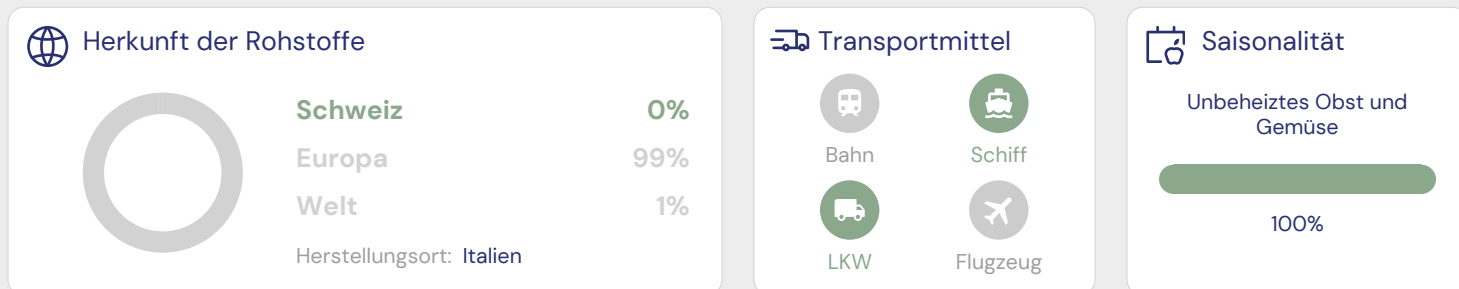 Herkunft der Rohstoffe
Schweiz 0%
Europa 99%
Welt 1%
Herstellungsort: Italien
Transportmittel
Bahn Schiff
LKW Flugzeug
Saisonalität
Unbeheiztes Obst und
Gemüse
100%